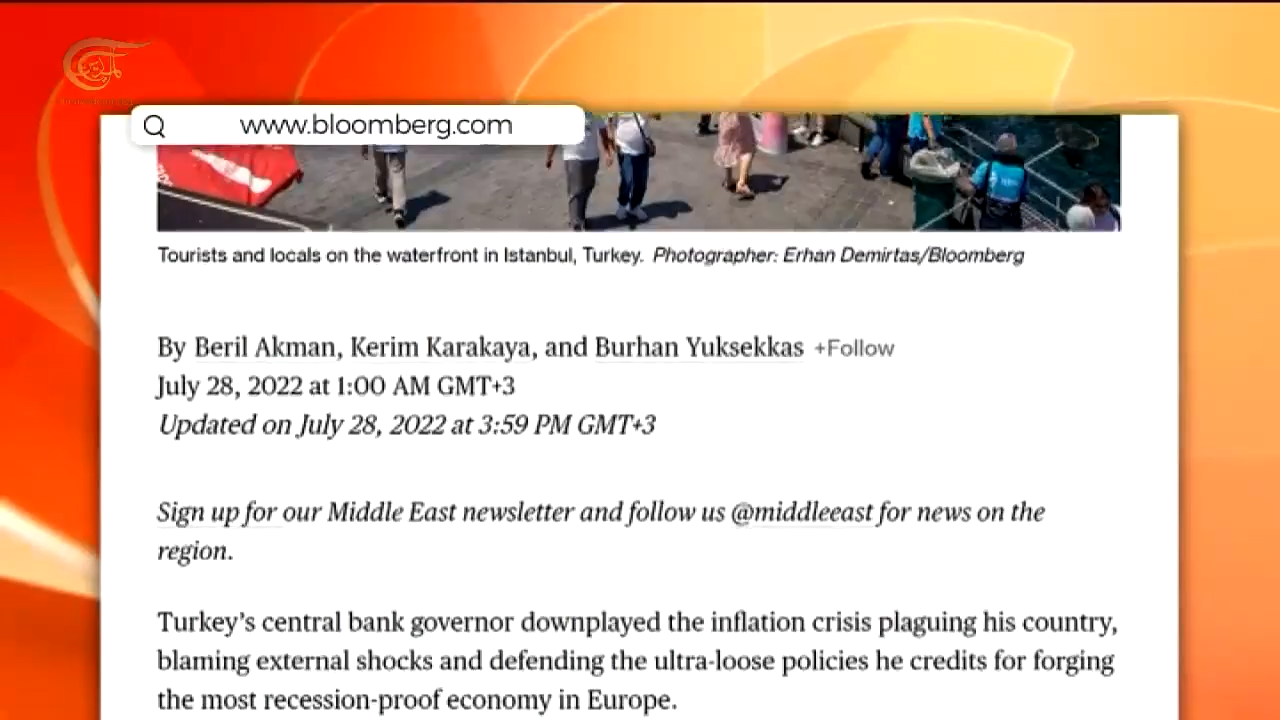 www.bloomberg.com
Tourists and locals on the waterfront in Istanbul, Turkey. Photographer: Erhan Demirtas/Bloomberg
By Beril Akman, Kerim Karakaya, and Burhan Yuksekkas +Follow
July 28, 2022 at 1:00 AM GMT+3
Updated on July 28, 2022 at 3:59 PM GMT+3
Sign up for our Middle East newsletter and follow us @middleeast for news on the
region.
Turkey’s central bank governor downplayed the inflation crisis plaguing his country,
blaming external shocks and defending the ultra-loose policies he credits for forging
the most recession-proof economy in Europe.